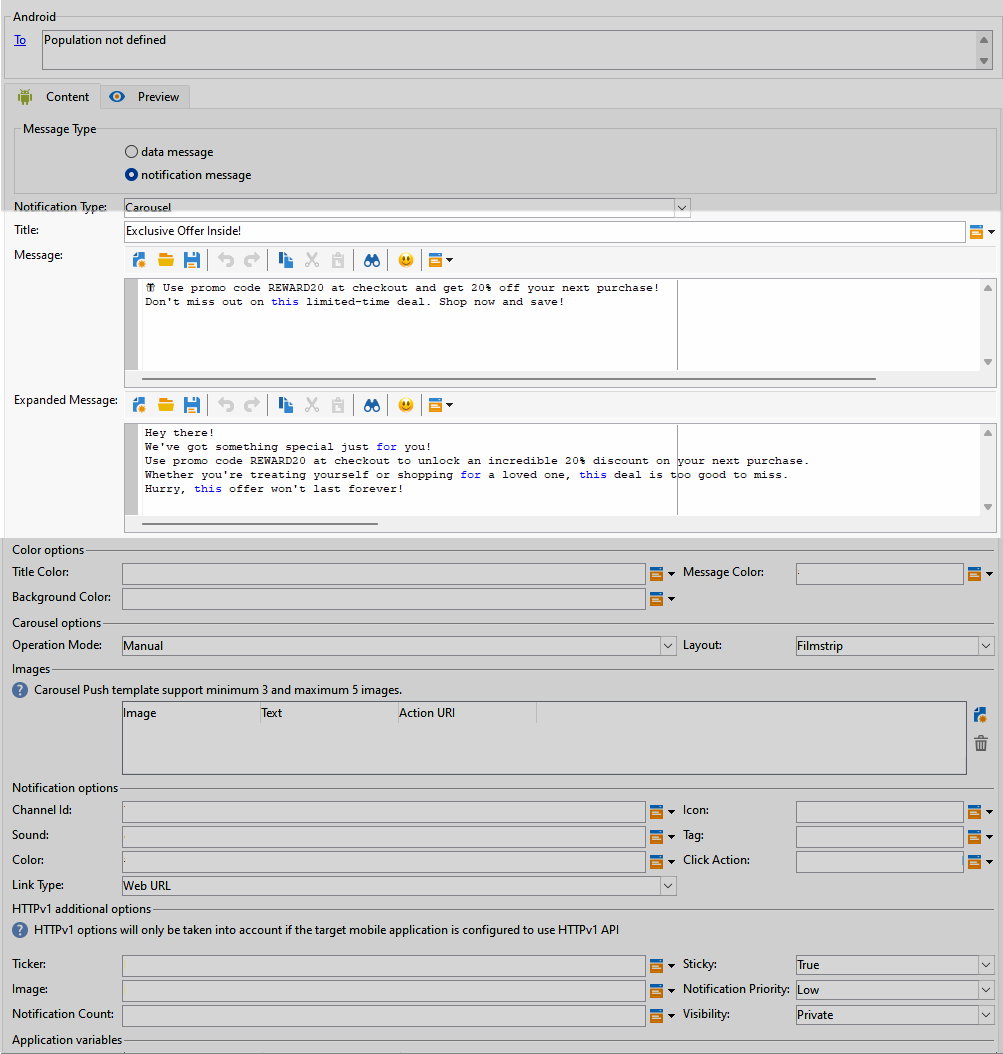 Android
To
Population not defined
Content
Preview
Message Type
data message
notification message
Notification Type: Carousel
Title: Exclusive Offer Inside!
Message:
🎁 Use promo code REWARD20 at checkout and get 20% off your next purchase!
Don't miss out on this limited-time deal. Shop now and save!
Expanded Message:
Hey there!
We've got something special just for you!
Use promo code REWARD20 at checkout to unlock an incredible 20% discount on your next purchase.
Whether you're treating yourself or shopping for a loved one, this deal is too good to miss.
Hurry, this offer won't last forever!
Color options
Title Color: Message Color:
Background Color:
Carousel options
Operation Mode: Manual Layout: Filmstrip
Images
? Carousel Push template support minimum 3 and maximum 5 images.
Image Text Action URI
Notification options
Channel Id: Icon:
Sound: Tag:
Color: Click Action:
Link Type: Web URL
HTTPv1 additional options
? HTTPv1 options will only be taken into account if the target mobile application is configured to use HTTPv1 API
Ticker: Sticky: True
Image: Notification Priority: Low
Notification Count: Visibility: Private
Application variables